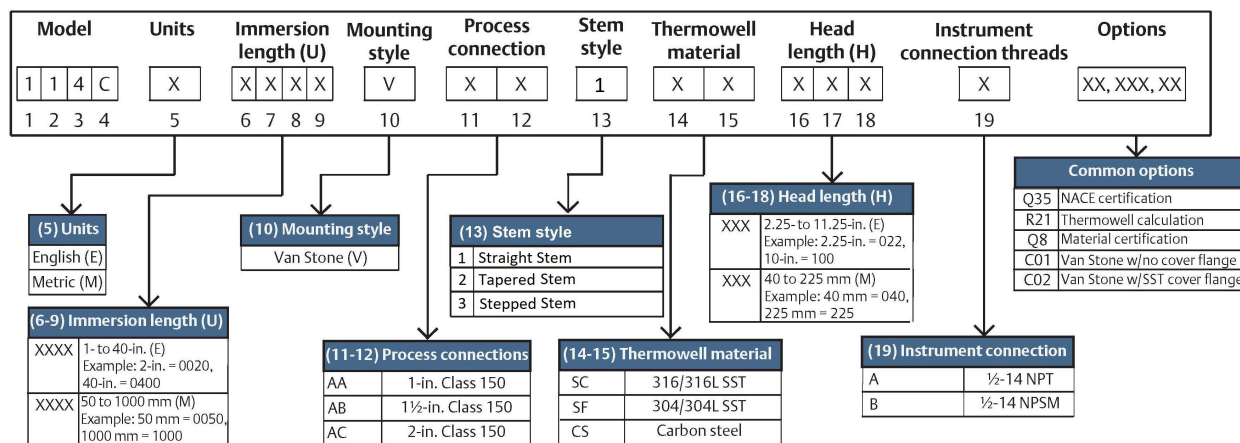 Model Units Immersion length (U) Mounting style Process connection Stem style Thermowell material Head length (H) Instrument connection threads Options
1 1 4 C X X X X X V X X 1 X X X X X X XX, XXX, XX
1 2 3 4 5 6 7 8 9 10 11 12 13 14 15 16 17 18 19
(5) Units
English (E)
Metric (M)
(6-9) Immersion length (U)
XXXX 1- to 40-in. (E)
Example: 2-in. = 0020,
40-in. = 0400
XXXX 50 to 1000 mm (M)
Example: 50 mm = 0050,
1000 mm = 1000
(10) Mounting style
Van Stone (V)
(11-12) Process connections
AA 1-in. Class 150
AB 1½-in. Class 150
AC 2-in. Class 150
(13) Stem style
1 Straight Stem
2 Tapered Stem
3 Stepped Stem
(14-15) Thermowell material
SC 316/316L SST
SF 304/304L SST
CS Carbon steel
(16-18) Head length (H)
XXX 2.25- to 11.25-in. (E)
Example: 2.25-in. = 022,
10-in. = 100
XXX 40 to 225 mm (M)
Example: 40 mm = 040,
225 mm = 225
(19) Instrument connection
A ½-14 NPT
B ½-14 NPSM
Common options
Q35 NACE certification
R21 Thermowell calculation
Q8 Material certification
C01 Van Stone w/no cover flange
C02 Van Stone w/SST cover flange